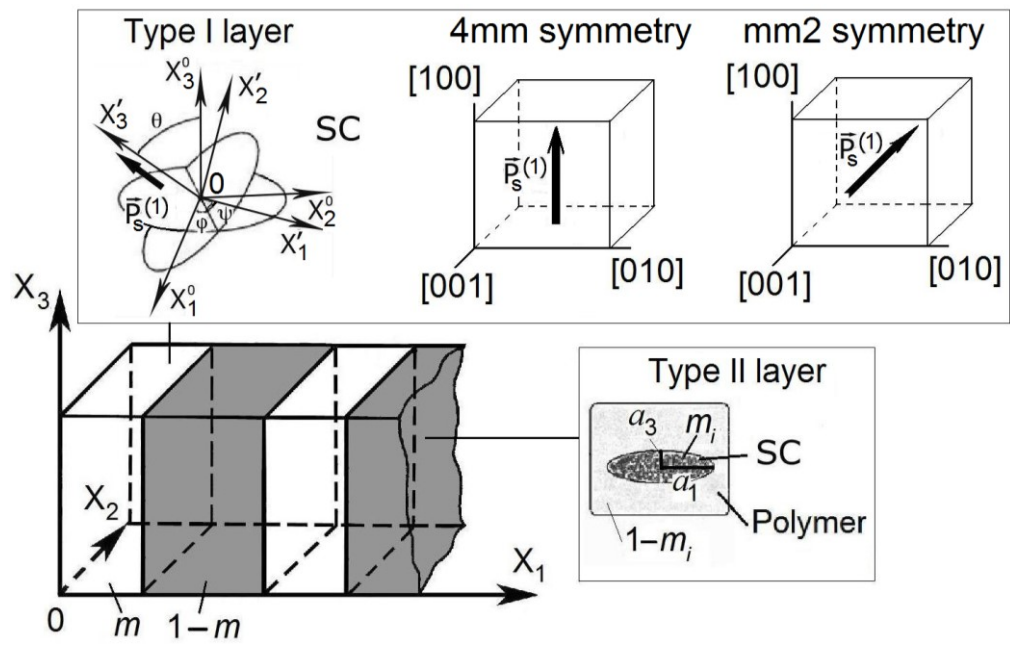 Type I layer
4mm symmetry
mm2 symmetry
X₃⁰
X₂′
X₃′
θ
SC
0
P⃗ₛ⁽¹⁾
φ
ψ
X₂⁰
X₁′
X₁⁰
[100]
P⃗ₛ⁽¹⁾
[001]
[010]
[100]
P⃗ₛ⁽¹⁾
[001]
[010]
X₃
X₂
X₁
0
m
1–m
Type II layer
a₃
mᵢ
SC
a₁
Polymer
1–mᵢ